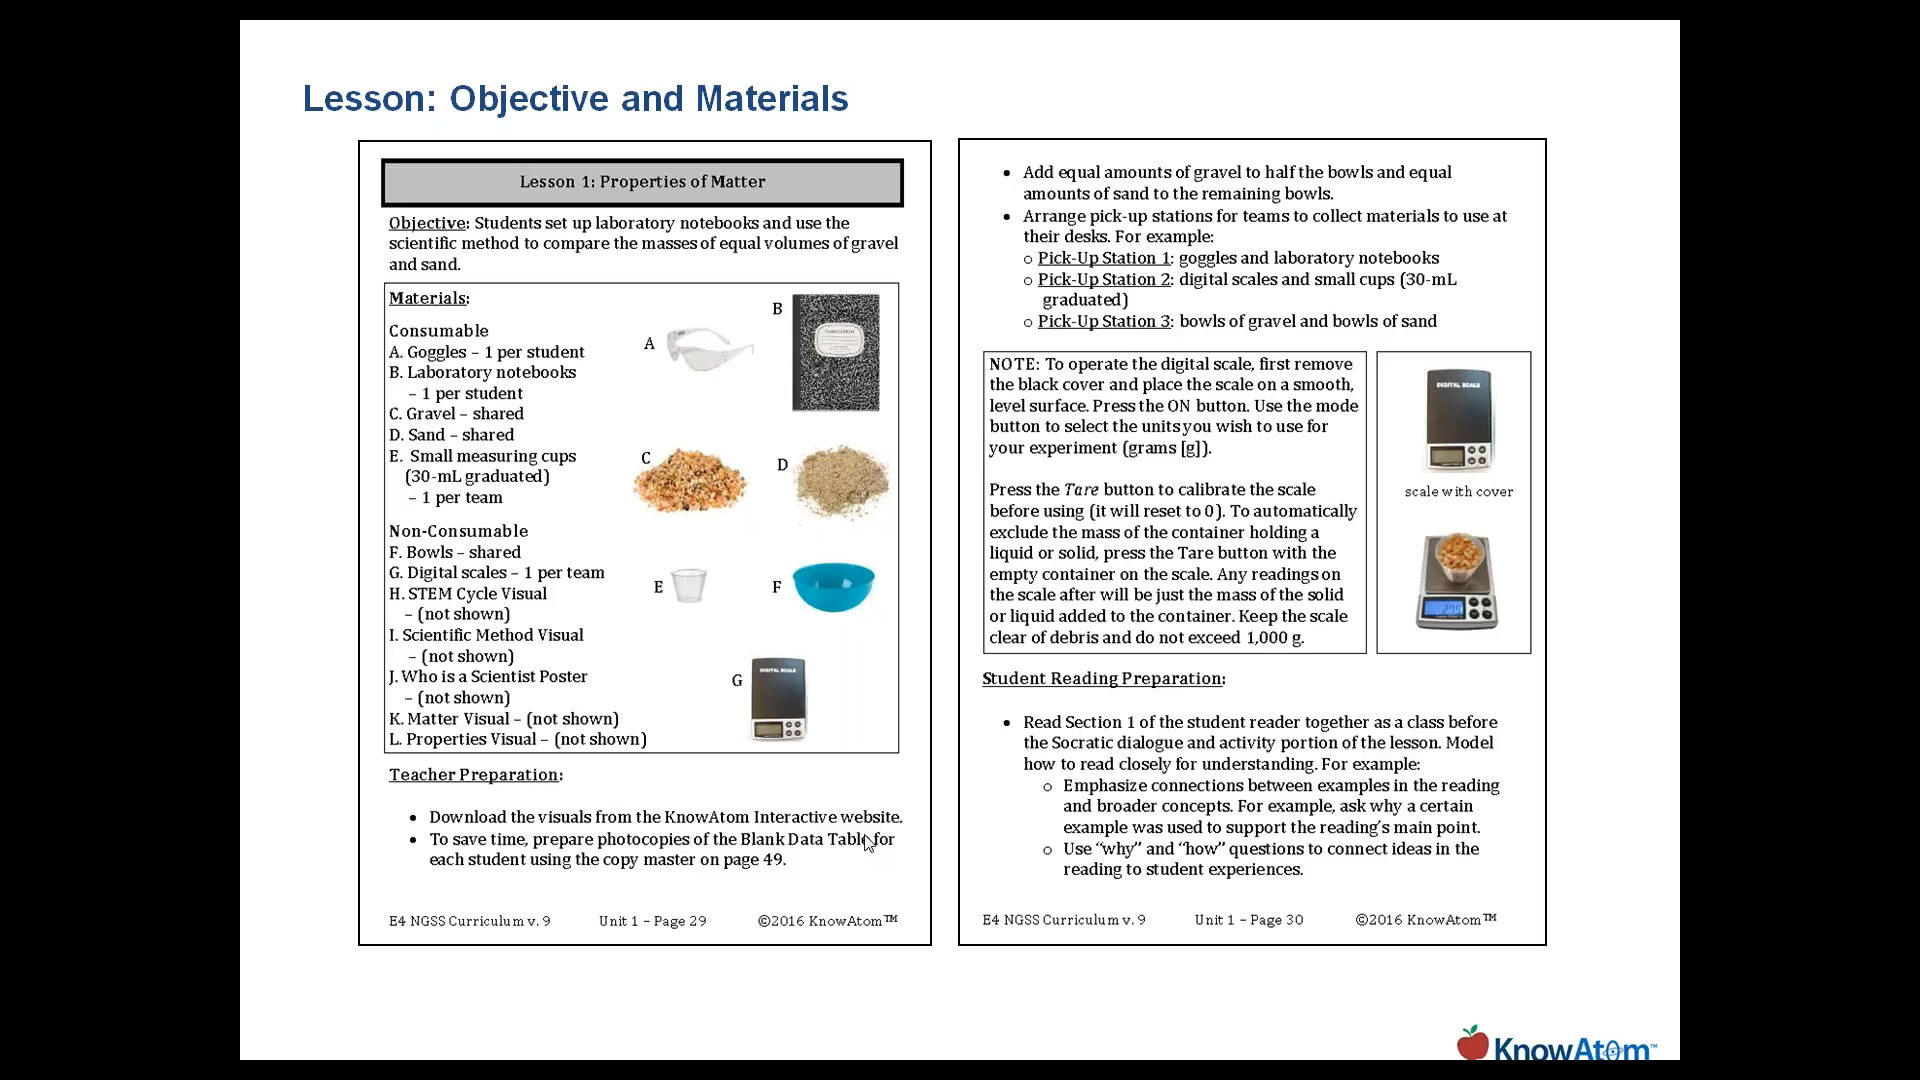 Lesson: Objective and Materials
Lesson 1: Properties of Matter
Objective: Students set up laboratory notebooks and use the
scientific method to compare the masses of equal volumes of gravel
and sand.
Materials:
Consumable
A. Goggles – 1 per student
B. Laboratory notebooks
– 1 per student
C. Gravel – shared
D. Sand – shared
E. Small measuring cups
(30-mL graduated)
– 1 per team
Non-Consumable
F. Bowls – shared
G. Digital scales – 1 per team
H. STEM Cycle Visual
– (not shown)
I. Scientific Method Visual
– (not shown)
J. Who is a Scientist Poster
– (not shown)
K. Matter Visual – (not shown)
L. Properties Visual – (not shown)
A
B
C
D
E
F
G
DIGITAL SCALE
Teacher Preparation:
• Download the visuals from the KnowAtom Interactive website.
• To save time, prepare photocopies of the Blank Data Table for
each student using the copy master on page 49.
E4 NGSS Curriculum v. 9 Unit 1 – Page 29 ©2016 KnowAtom™
• Add equal amounts of gravel to half the bowls and equal
amounts of sand to the remaining bowls.
• Arrange pick-up stations for teams to collect materials to use at
their desks. For example:
o Pick-Up Station 1: goggles and laboratory notebooks
o Pick-Up Station 2: digital scales and small cups (30-mL
graduated)
o Pick-Up Station 3: bowls of gravel and bowls of sand
NOTE: To operate the digital scale, first remove
the black cover and place the scale on a smooth,
level surface. Press the ON button. Use the mode
button to select the units you wish to use for
your experiment (grams [g]).
Press the Tare button to calibrate the scale
before using (it will reset to 0). To automatically
exclude the mass of the container holding a
liquid or solid, press the Tare button with the
empty container on the scale. Any readings on
the scale after will be just the mass of the solid
or liquid added to the container. Keep the scale
clear of debris and do not exceed 1,000 g.
DIGITAL SCALE
scale with cover
Student Reading Preparation:
• Read Section 1 of the student reader together as a class before
the Socratic dialogue and activity portion of the lesson. Model
how to read closely for understanding. For example:
o Emphasize connections between examples in the reading
and broader concepts. For example, ask why a certain
example was used to support the reading's main point.
o Use “why” and “how” questions to connect ideas in the
reading to student experiences.
E4 NGSS Curriculum v. 9 Unit 1 – Page 30 ©2016 KnowAtom™
KnowAtom™